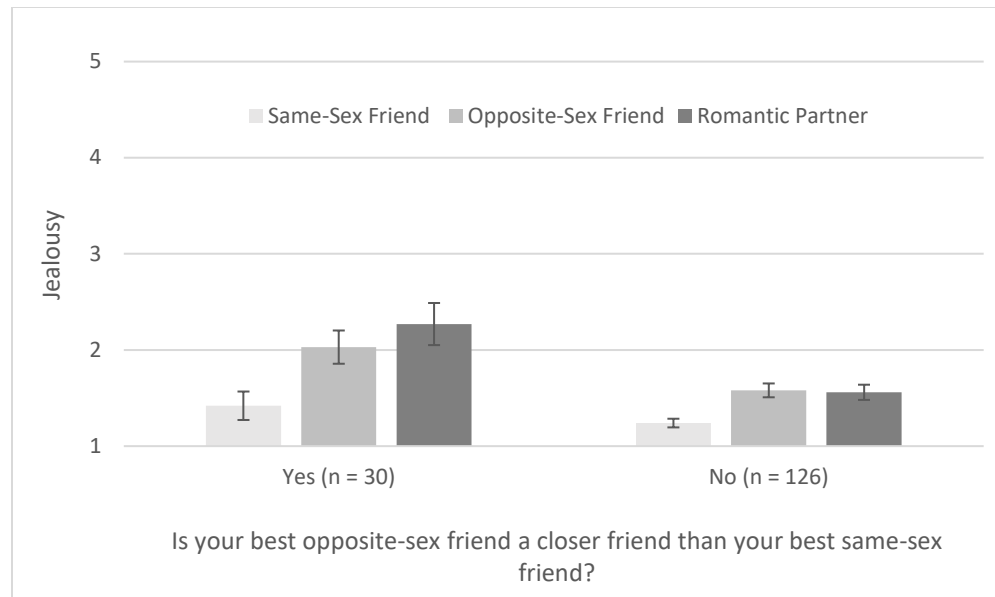 5
Same-Sex Friend Opposite-Sex Friend Romantic Partner
4
Jealousy
3
2
1
Yes (n = 30) No (n = 126)
Is your best opposite-sex friend a closer friend than your best same-sex
friend?